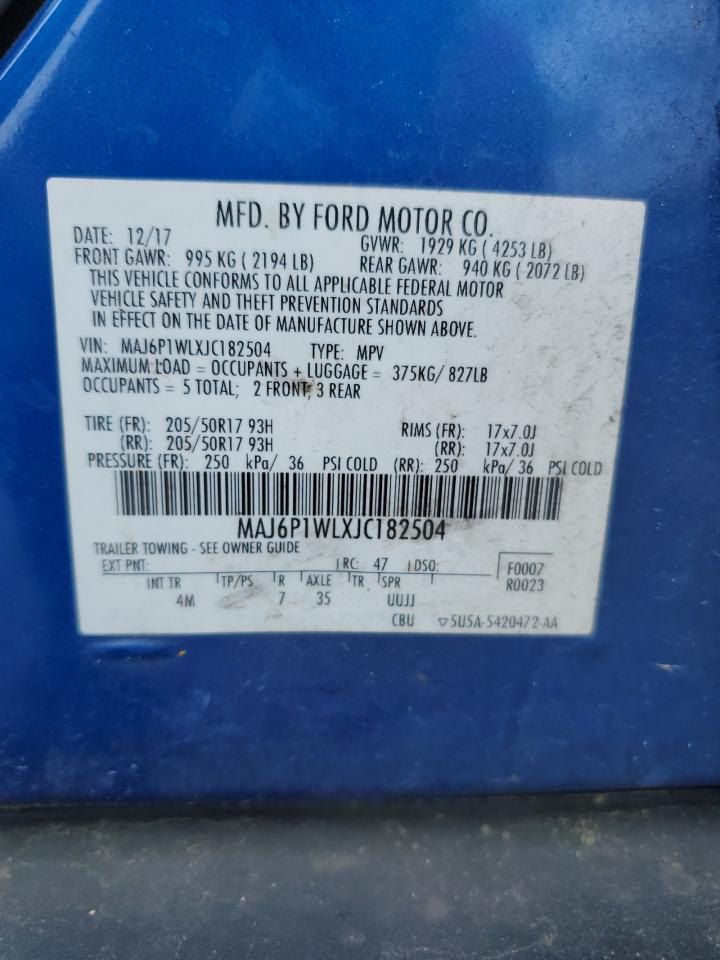 MFD. BY FORD MOTOR CO.
DATE: 12/17 GVWR: 1929 KG ( 4253 LB)
FRONT GAWR: 995 KG ( 2194 LB) REAR GAWR: 940 KG ( 2072 LB)
THIS VEHICLE CONFORMS TO ALL APPLICABLE FEDERAL MOTOR
VEHICLE SAFETY AND THEFT PREVENTION STANDARDS
IN EFFECT ON THE DATE OF MANUFACTURE SHOWN ABOVE.
VIN: MAJ6P1WLXJC182504 TYPE: MPV
MAXIMUM LOAD = OCCUPANTS + LUGGAGE = 375KG/ 827LB
OCCUPANTS = 5 TOTAL; 2 FRONT; 3 REAR
TIRE (FR): 205/50R17 93H RIMS (FR): 17x7.0J
(RR): 205/50R17 93H (RR): 17x7.0J
PRESSURE (FR): 250 kPa/ 36 PSI COLD (RR): 250 kPa/ 36 PSI COLD
MAJ6P1WLXJC182504
TRAILER TOWING - SEE OWNER GUIDE
EXT PNT: RC: 47 DSO: F0007
R0023
INT TR TP/PS R AXLE TR SPR
4M 7 35 UUJJ
CBU ▽5U5A-5420472-AA